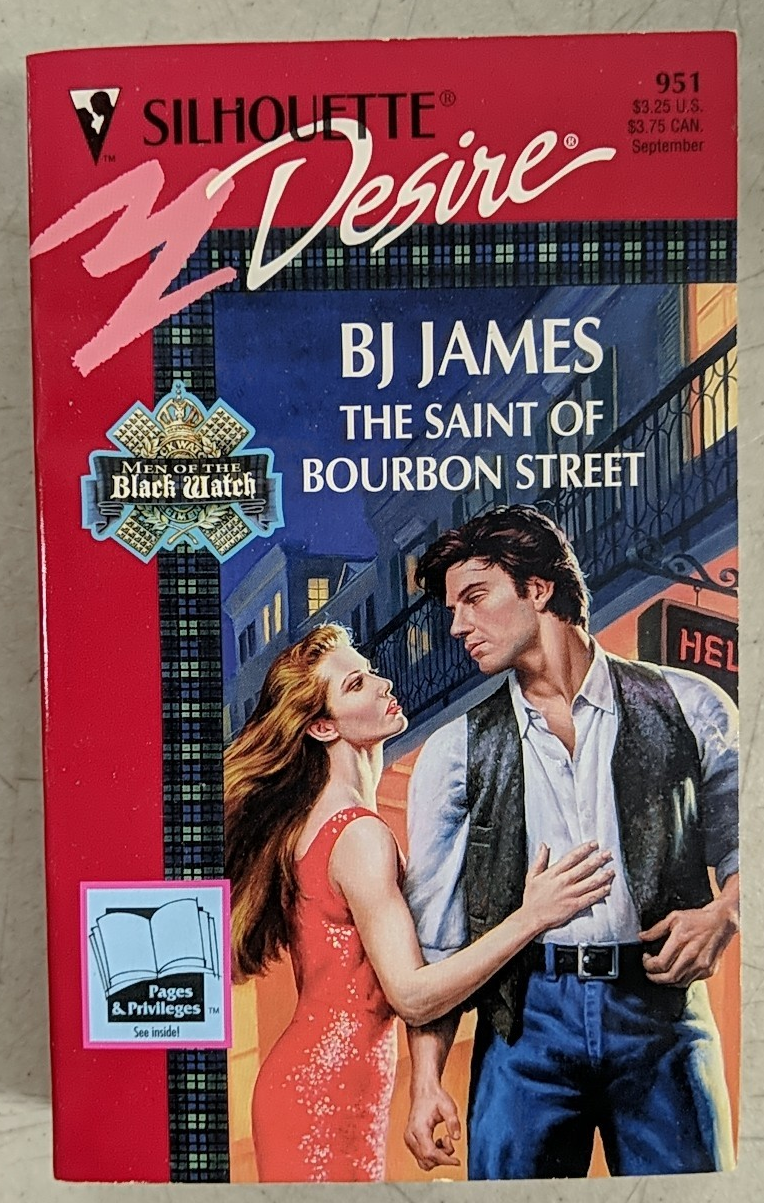 SILHOUETTE®
Desire®
951
$3.25 U.S.
$3.75 CAN.
September
BJ JAMES
THE SAINT OF
BOURBON STREET
MEN OF THE
Black Watch
HEL
Pages
& Privileges™
See inside!